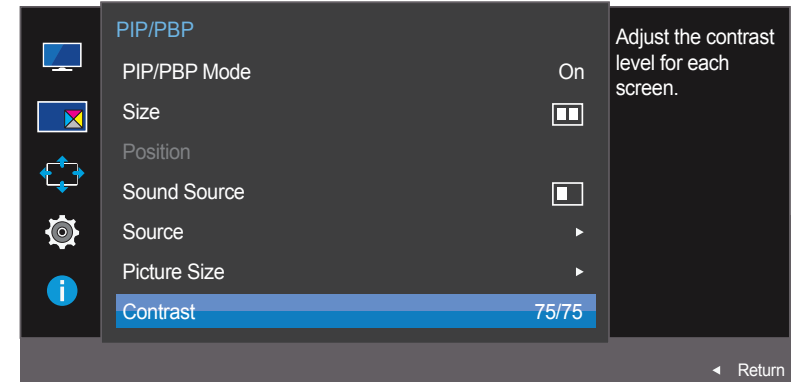 PIP/PBP
PIP/PBP Mode On
Size
Position
Sound Source
Source
Picture Size
Contrast 75/75
Adjust the contrast
level for each
screen.
i
Return